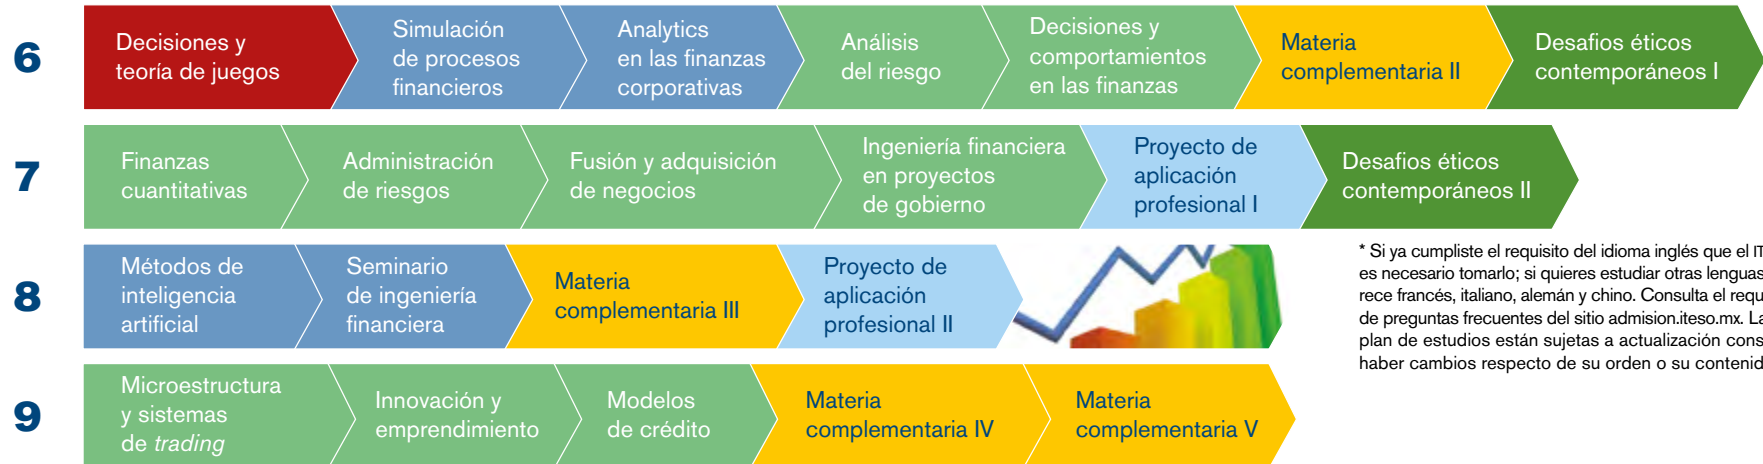 6
Decisiones y
teoría de juegos
Simulación
de procesos
financieros
Analytics
en las finanzas
corporativas
Análisis
del riesgo
Decisiones y
comportamientos
en las finanzas
Materia
complementaria II
Desafios éticos
contemporáneos I
7
Finanzas
cuantitativas
Administración
de riesgos
Fusión y adquisición
de negocios
Ingeniería financiera
en proyectos
de gobierno
Proyecto de
aplicación
profesional I
Desafios éticos
contemporáneos II
8
Métodos de
inteligencia
artificial
Seminario
de ingeniería
financiera
Materia
complementaria III
Proyecto de
aplicación
profesional II
* Si ya cumpliste el requisito del idioma inglés que el
es necesario tomarlo; si quieres estudiar otras lenguas
rece francés, italiano, alemán y chino. Consulta el requ
de preguntas frecuentes del sitio admision.iteso.mx. La
plan de estudios están sujetas a actualización cons
haber cambios respecto de su orden o su contenid
9
Microestructura
y sistemas
de trading
Innovación y
emprendimiento
Modelos
de crédito
Materia
complementaria IV
Materia
complementaria V